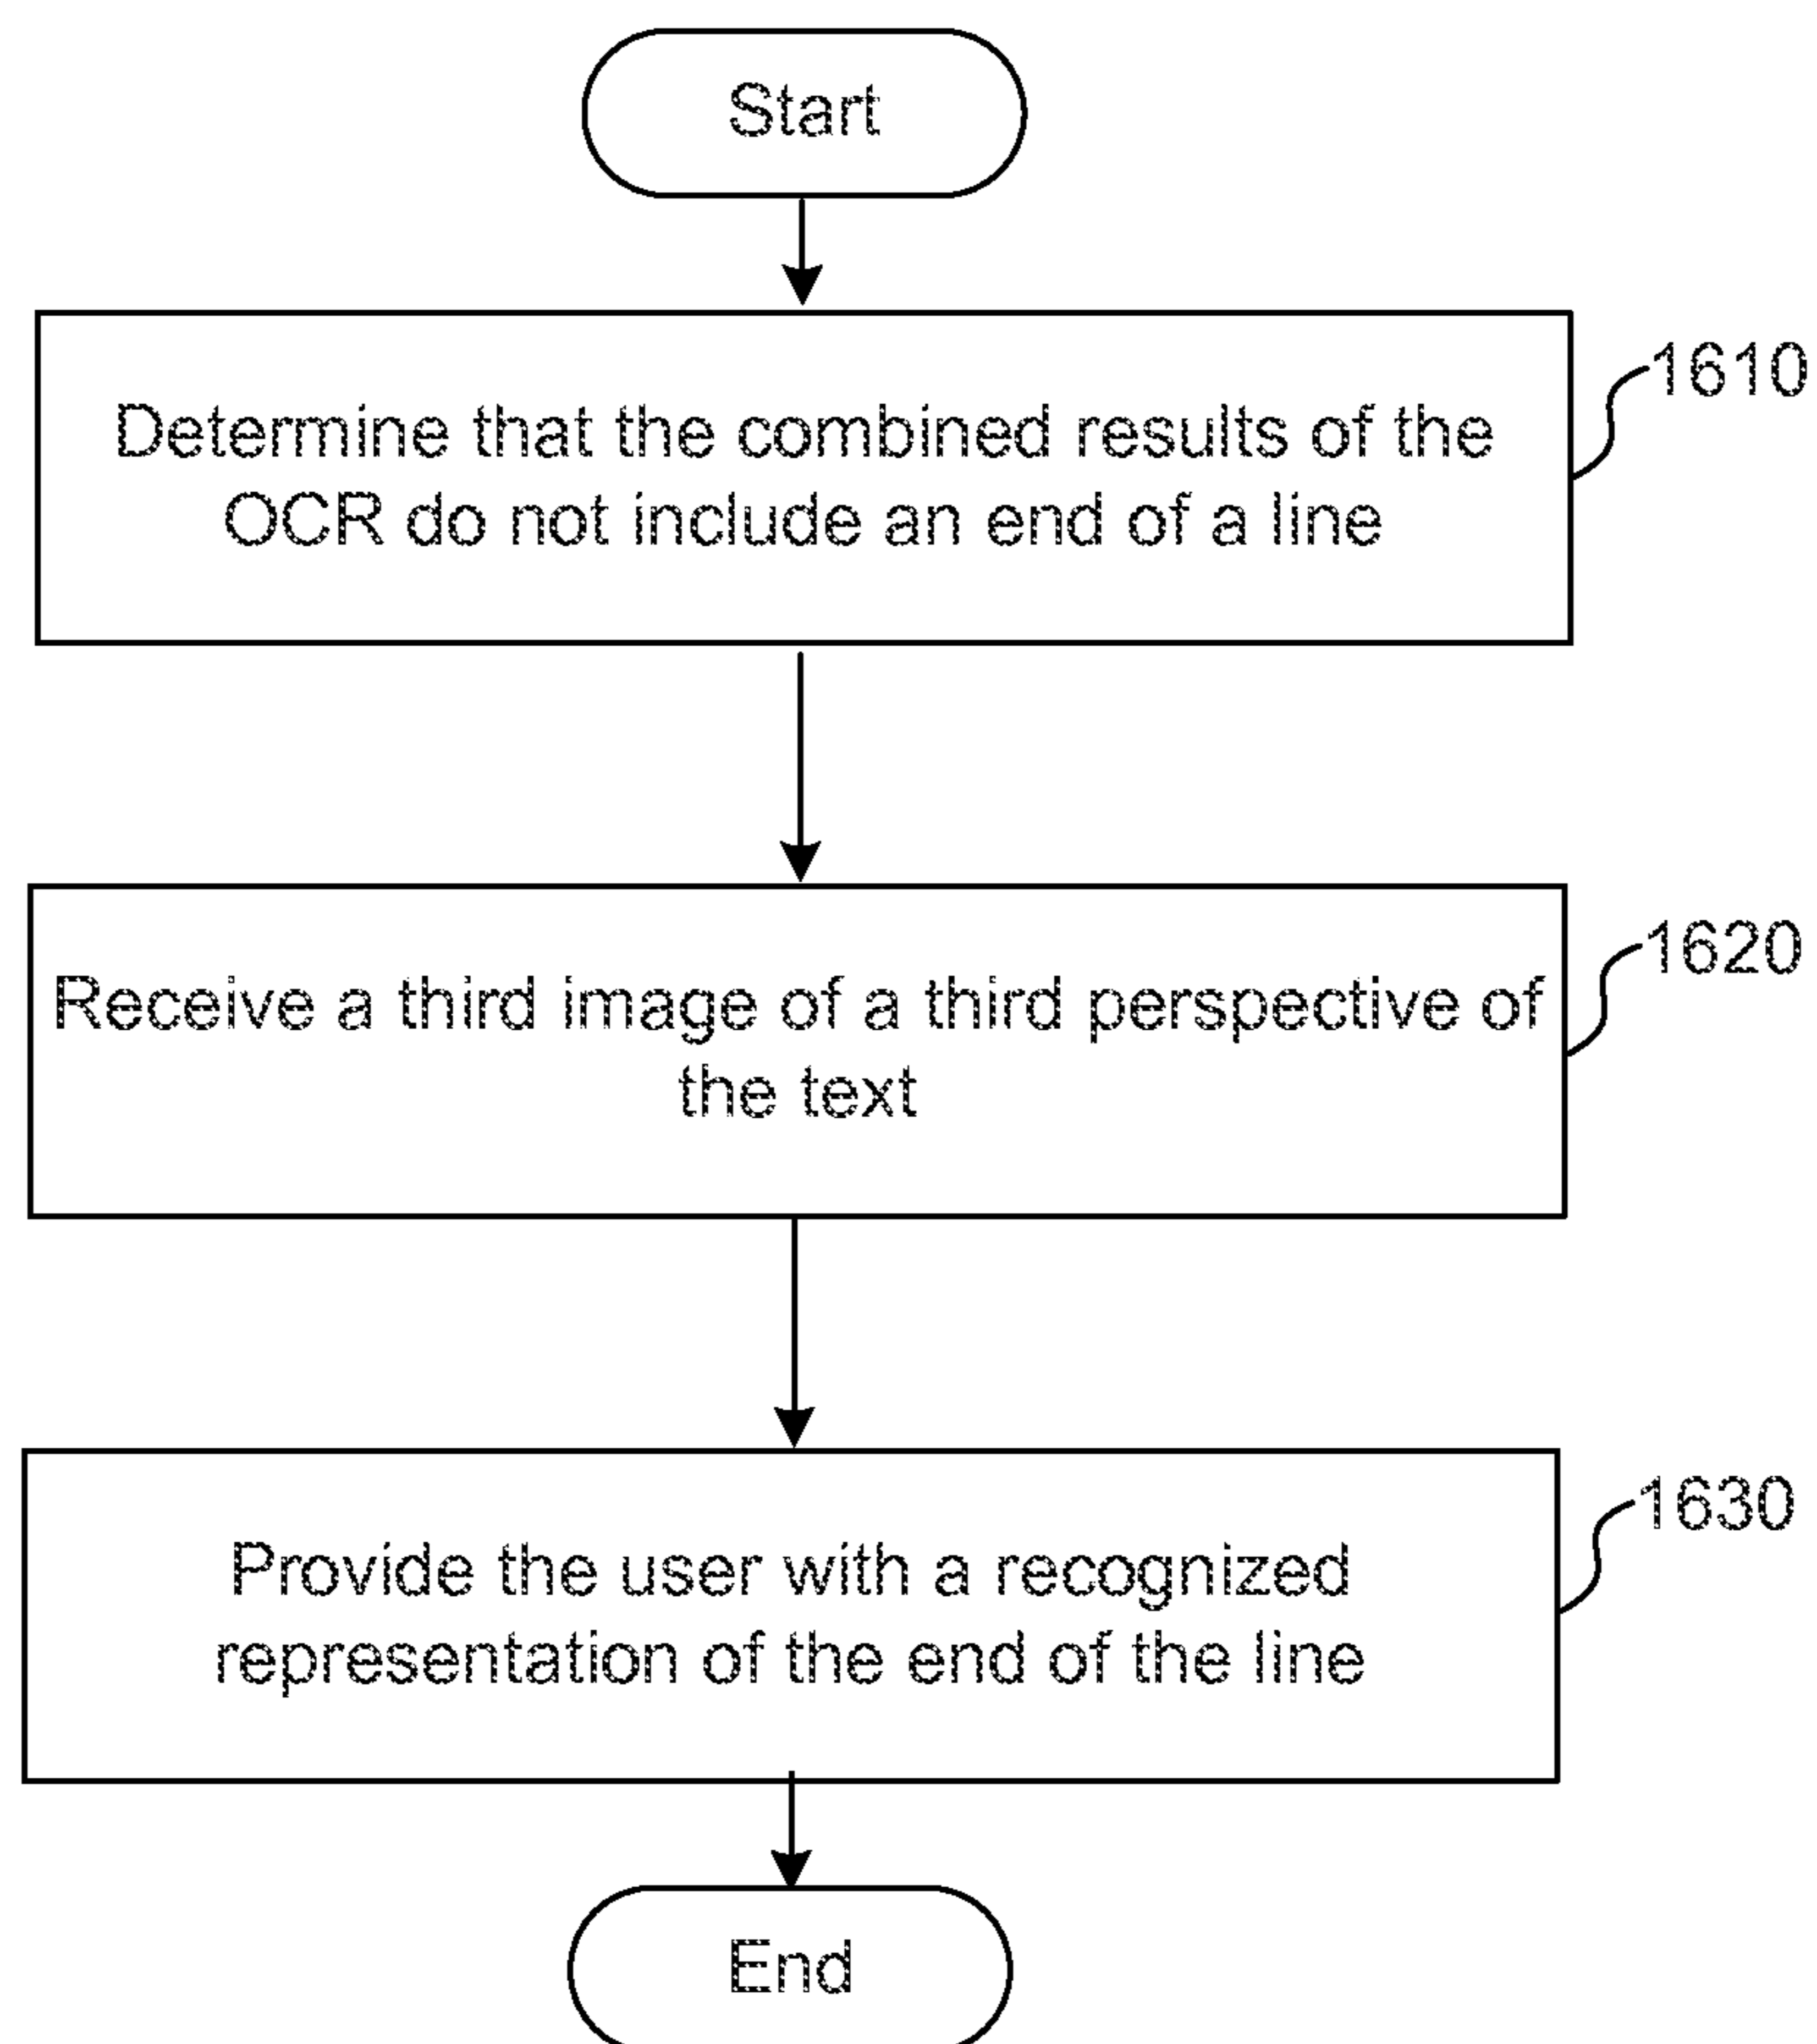 Start
Determine that the combined results of the
OCR do not include an end of a line
1610
Receive a third image of a third perspective of
the text
1620
Provide the user with a recognized
representation of the end of the line
1630
End